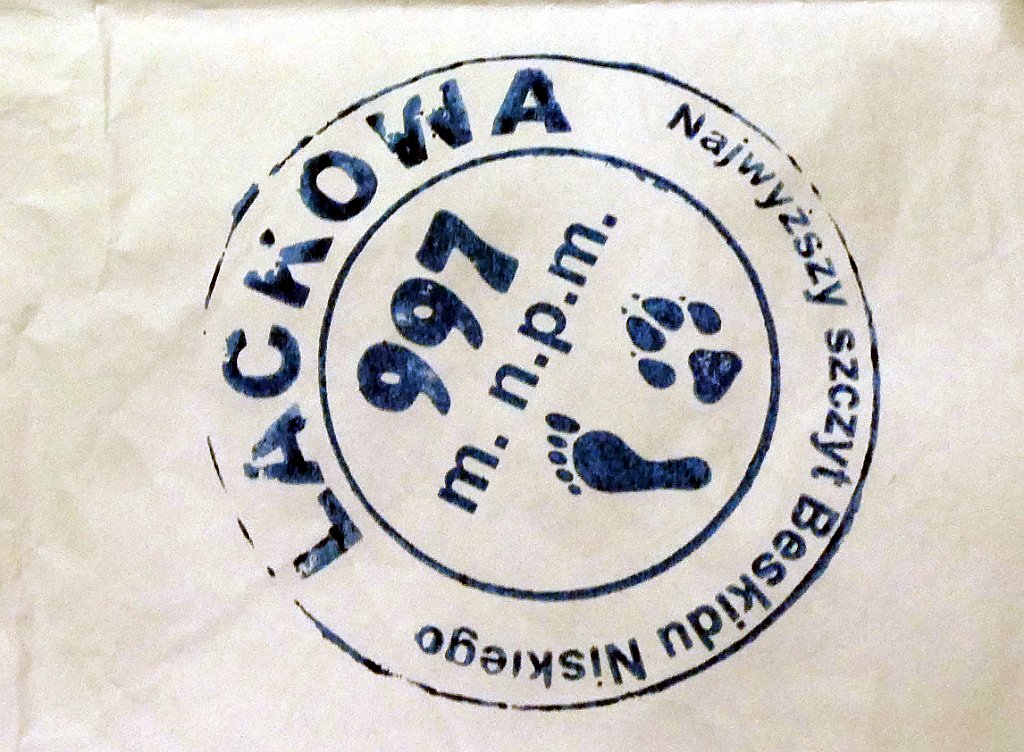 LACKOWA
997
m. n.p.m.
Najwyższy szczyt Beskidu Niskiego